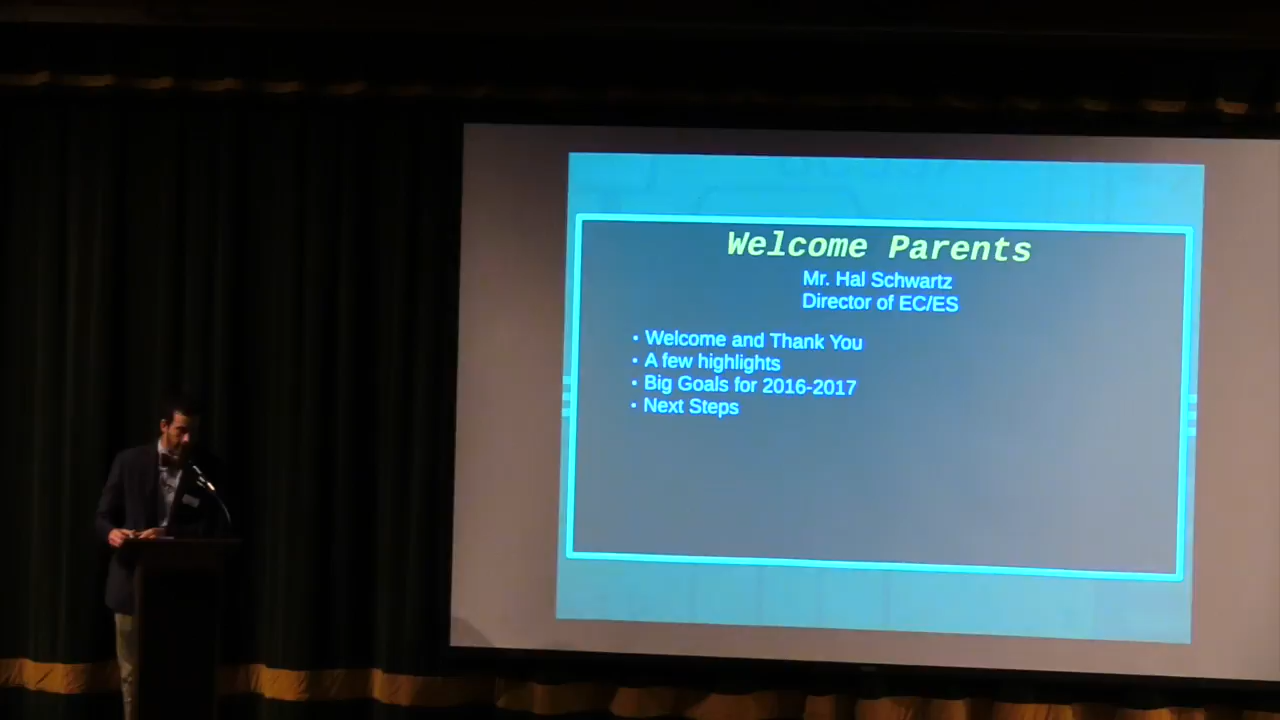 Welcome Parents
Mr. Hal Schwartz
Director of EC/ES
• Welcome and Thank You
• A few highlights
• Big Goals for 2016-2017
• Next Steps